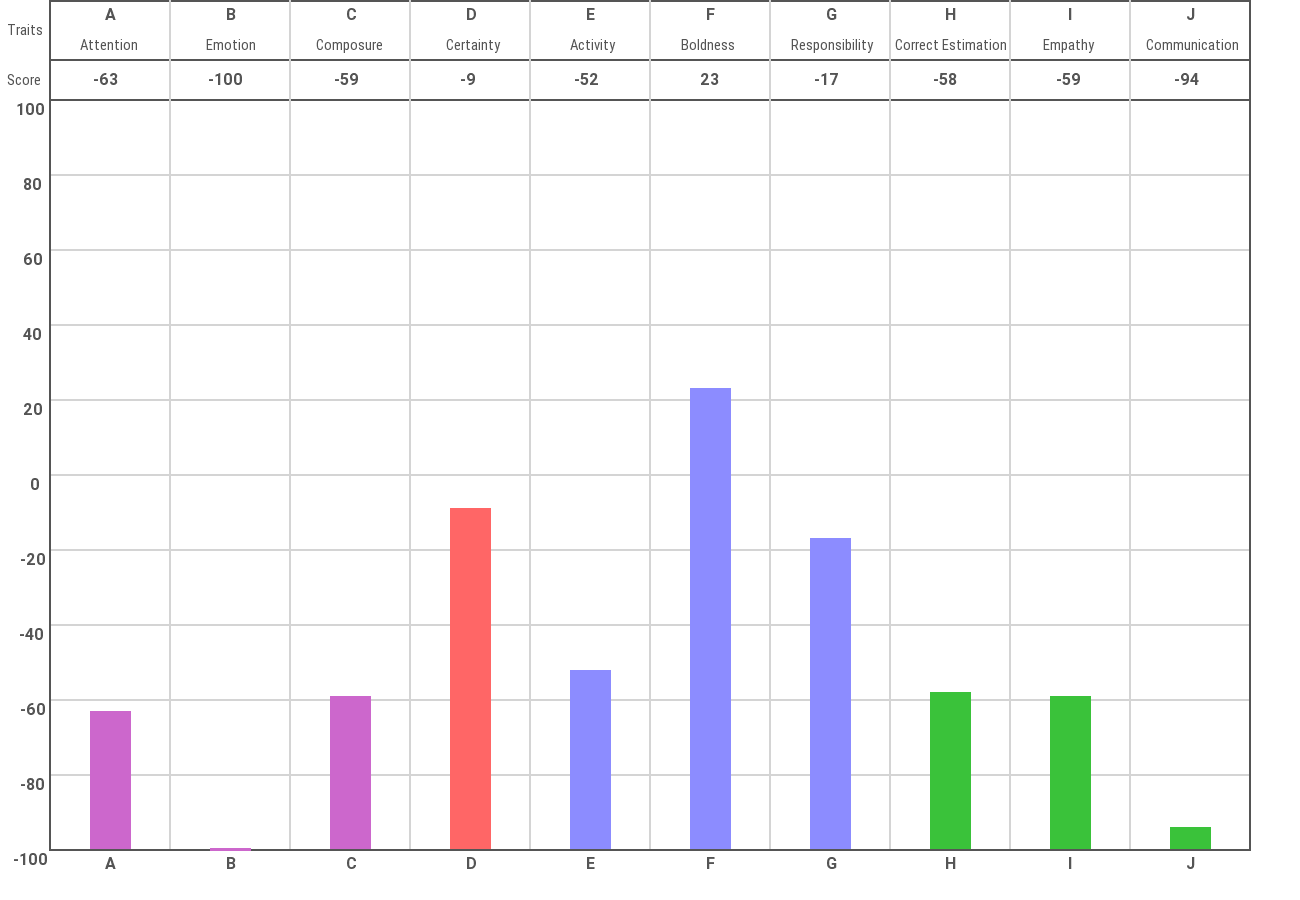 Traits A B C D E F G H I J
Attention Emotion Composure Certainty Activity Boldness Responsibility Correct Estimation Empathy Communication
Score -63 -100 -59 -9 -52 23 -17 -58 -59 -94
100
80
60
40
20
0
-20
-40
-60
-80
-100
A B C D E F G H I J